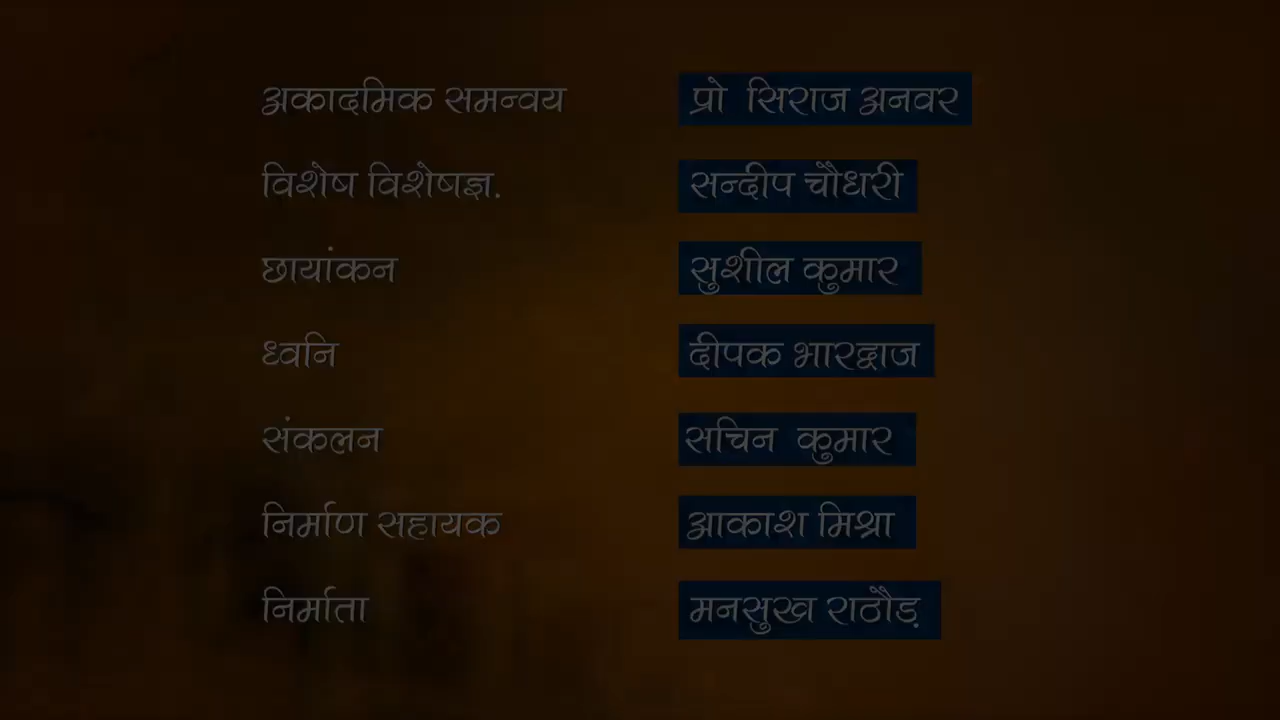 अकादमिक समन्वय प्रो सिराज अनवर
विशेष विशेषज्ञ. सन्दीप चौधरी
छायांकन सुशील कुमार
ध्वनि दीपक भारद्वाज
संकलन सचिन कुमार
निर्माण सहायक आकाश मिश्रा
निर्माता मनसुख राठौड़